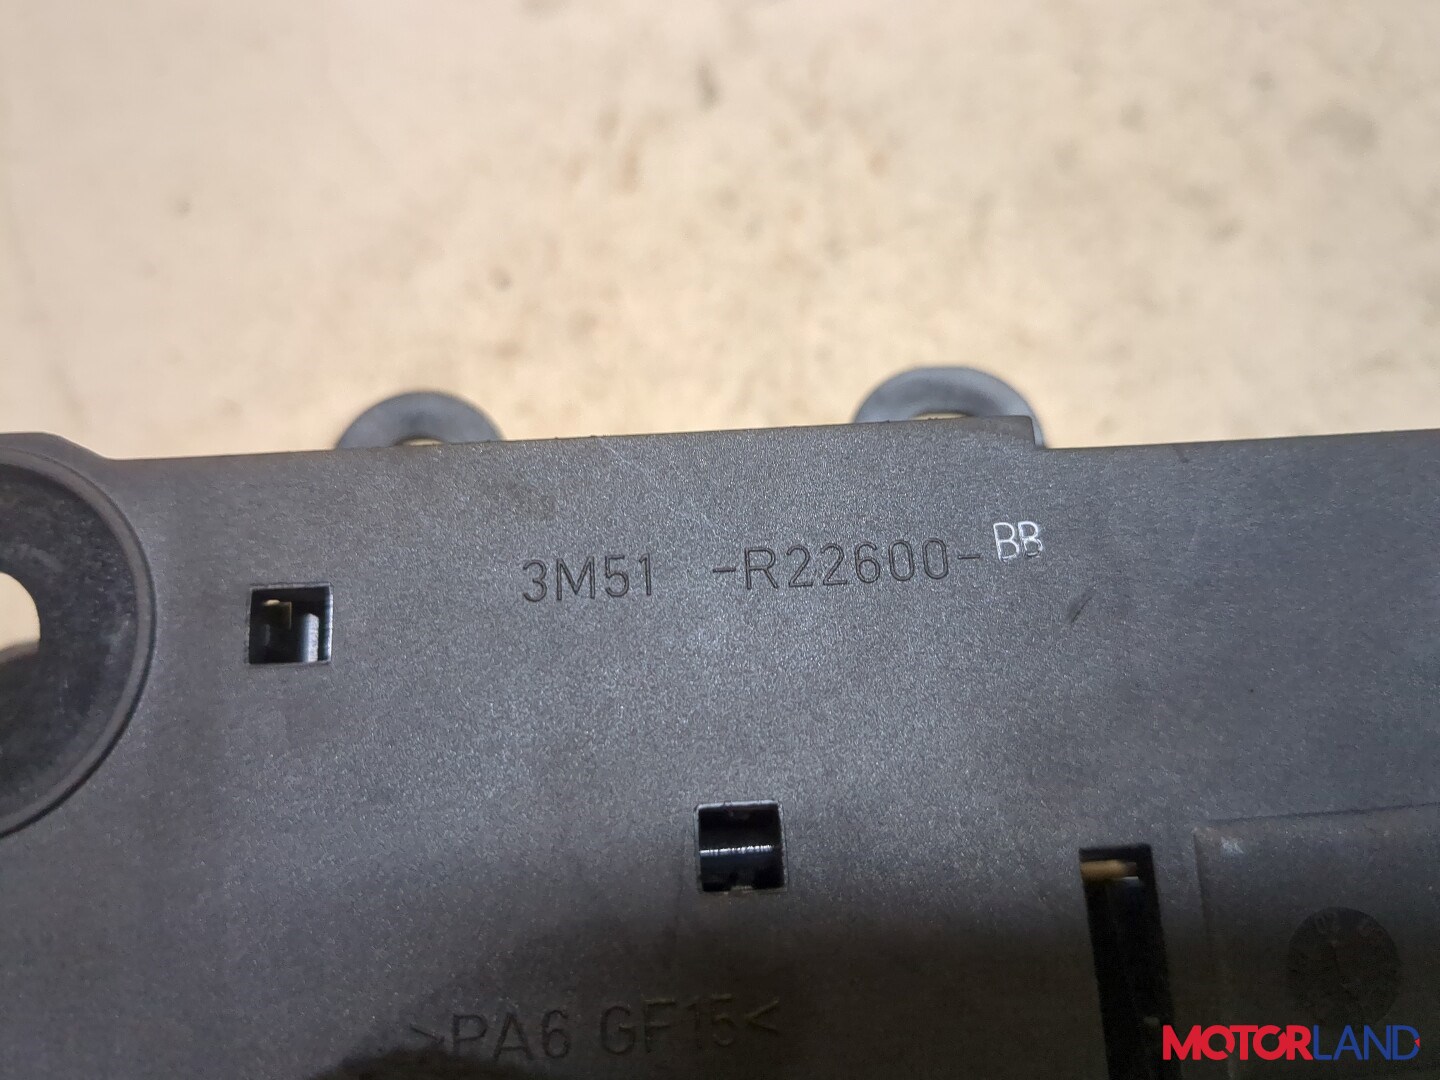 3M51 -R22600-BB
>PA6 GF15<
MOTORLAND